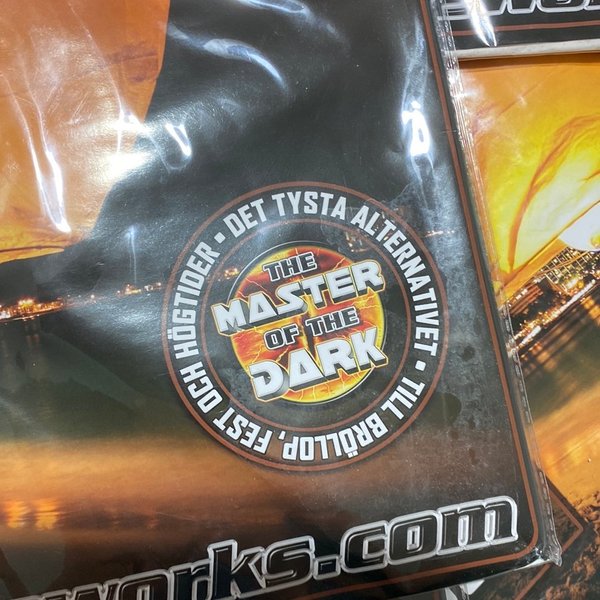 DET TYSTA ALTERNATIVET • TILL BRÖLLOP, FEST OCH HÖGTIDER •
THE
MASTER
OF THE
DARK
works.com